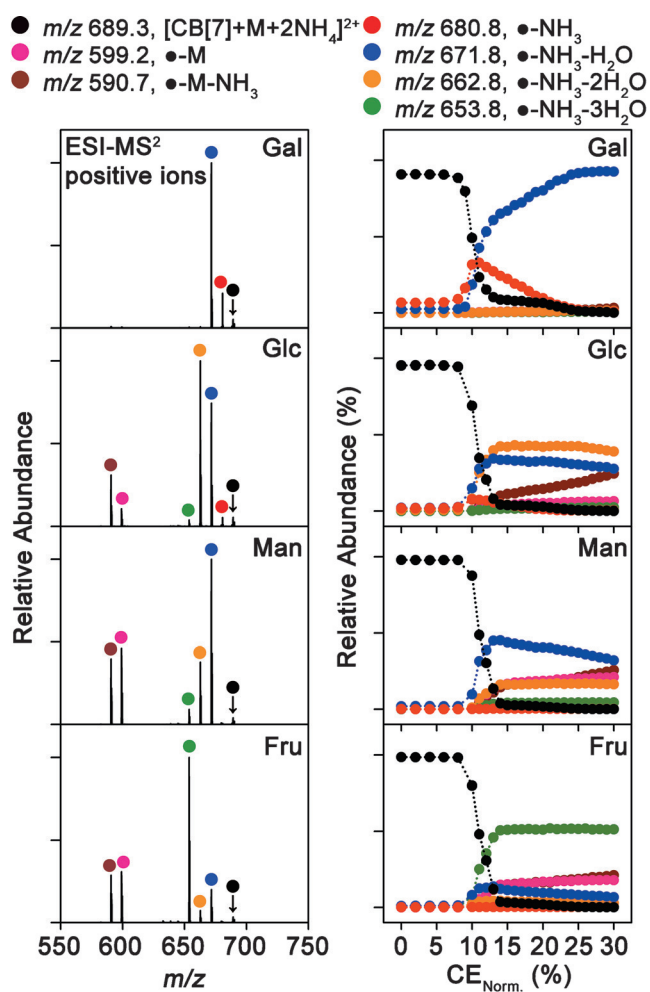 m/z 689.3, [CB[7]+M+2NH₄]²⁺
m/z 599.2, ●-M
m/z 590.7, ●-M-NH₃
m/z 680.8, ●-NH₃
m/z 671.8, ●-NH₃-H₂O
m/z 662.8, ●-NH₃-2H₂O
m/z 653.8, ●-NH₃-3H₂O
ESI-MS²
positive ions
Gal
Glc
Man
Fru
Relative Abundance
550 600 650 700 750
m/z
Gal
Glc
Man
Fru
Relative Abundance (%)
0 5 10 15 20 25 30
CE_Norm. (%)